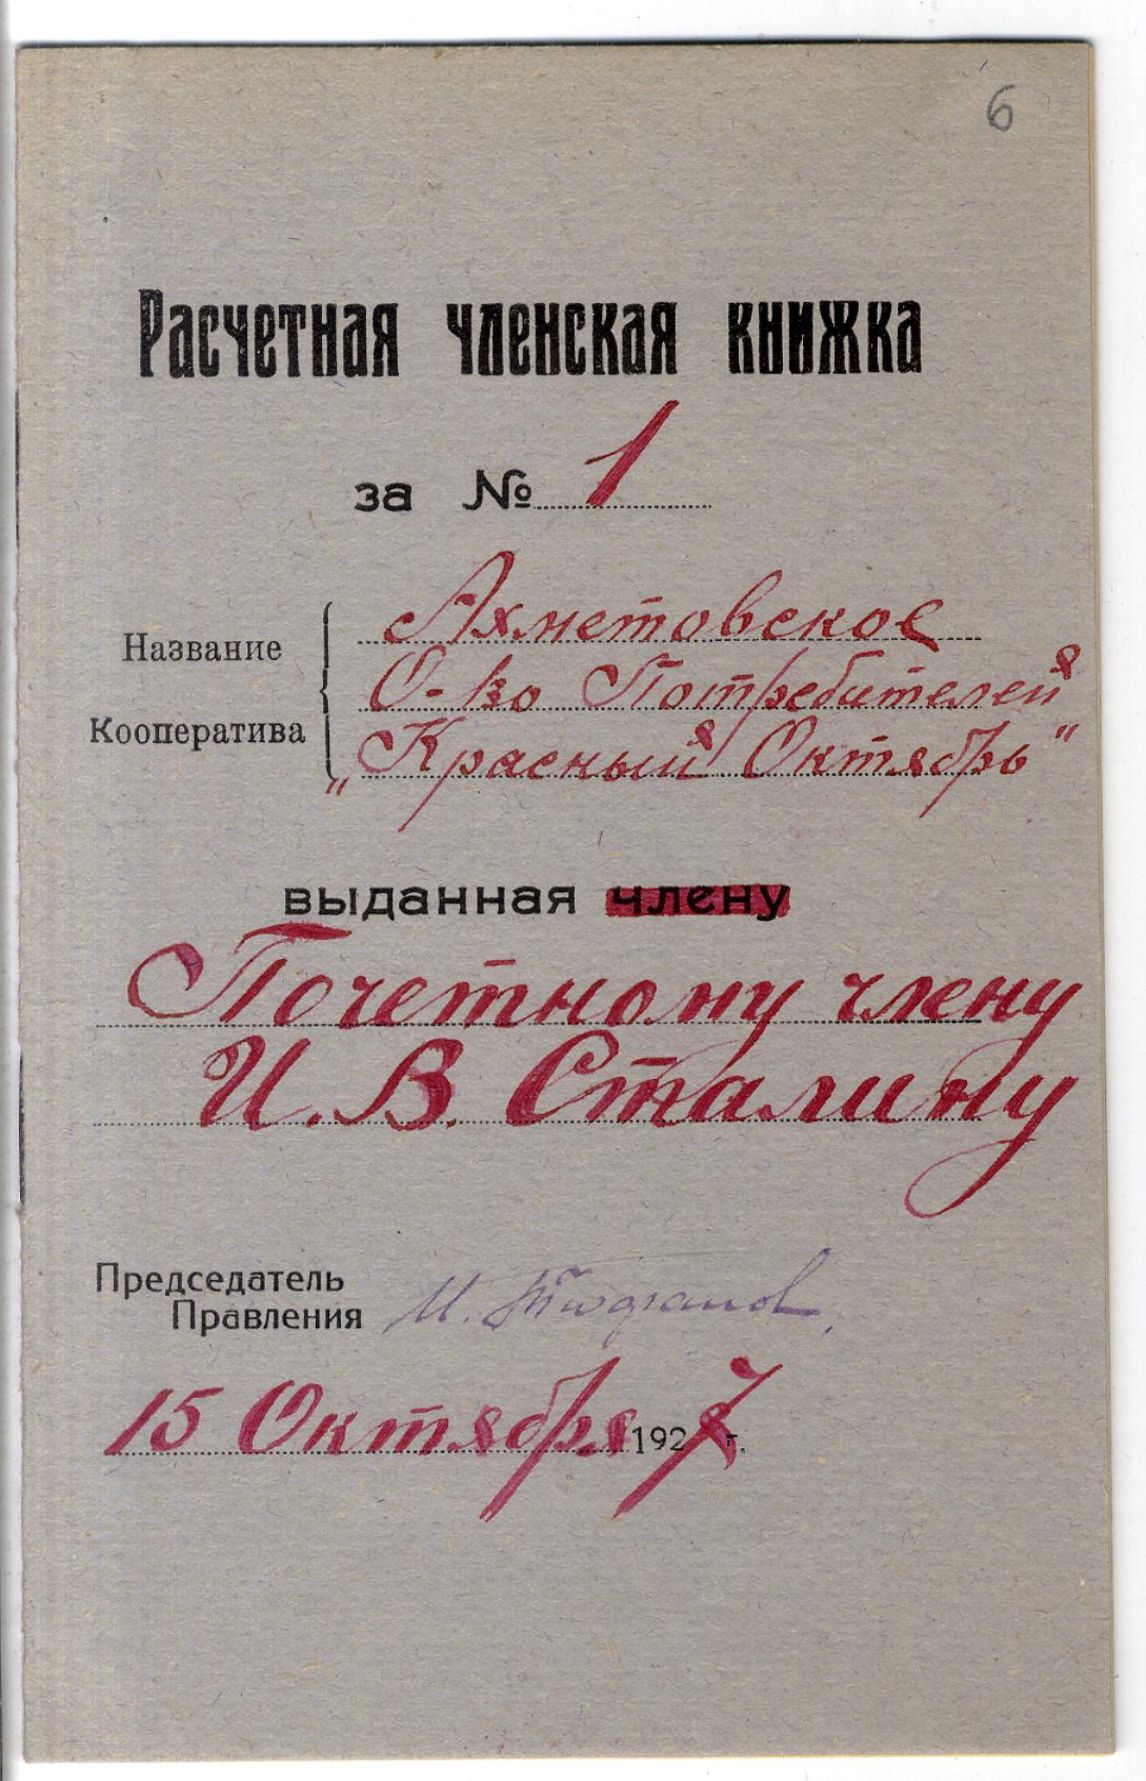 6
Расчетная членская книжка
за № 1
Название Кооператива
Ахметовское
О-во Потребителей
„Красный Октябрь"
выданная члену
Почетному члену
И. В. Сталину
Председатель
Правления И.
15 Октября 1927 г.